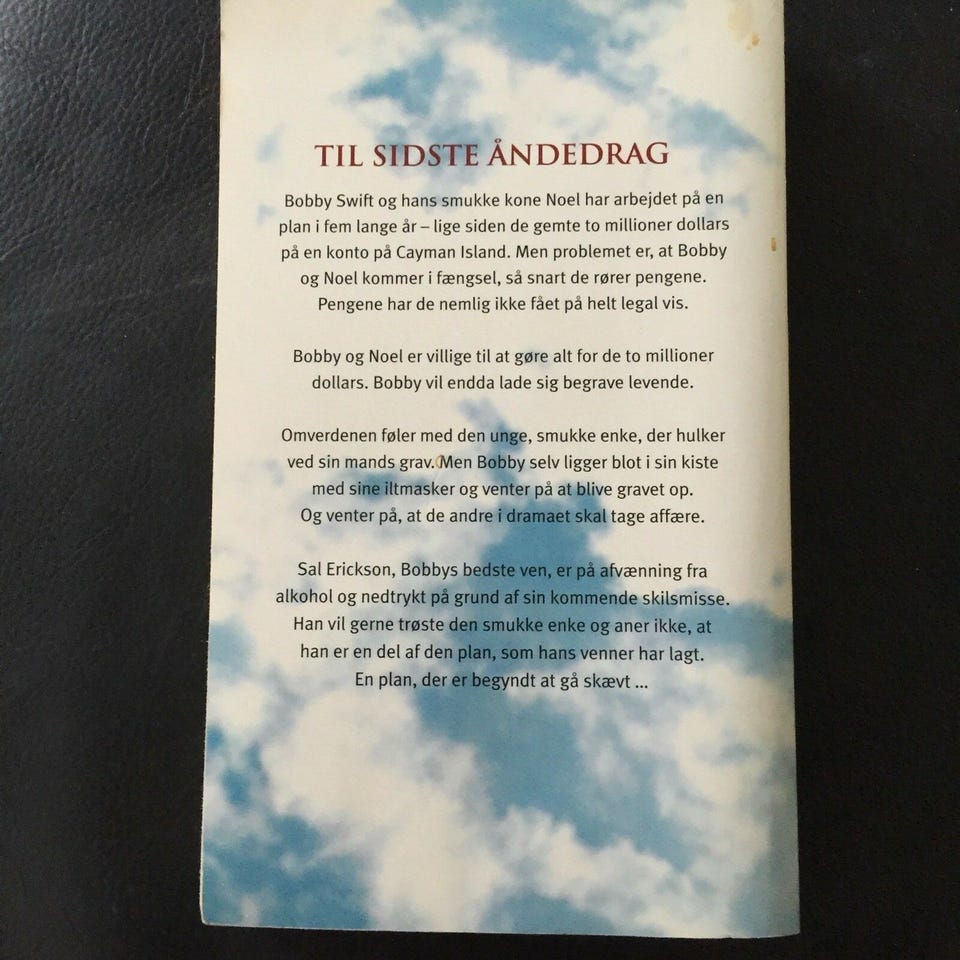 TIL SIDSTE ÅNDEDRAG
Bobby Swift og hans smukke kone Noel har arbejdet på en
plan i fem lange år – lige siden de gemte to millioner dollars
på en konto på Cayman Island. Men problemet er, at Bobby
og Noel kommer i fængsel, så snart de rører pengene.
Pengene har de nemlig ikke fået på helt legal vis.
Bobby og Noel er villige til at gøre alt for de to millioner
dollars. Bobby vil endda lade sig begrave levende.
Omverdenen føler med den unge, smukke enke, der hulker
ved sin mands grav. Men Bobby selv ligger blot i sin kiste
med sine iltmasker og venter på at blive gravet op.
Og venter på, at de andre i dramaet skal tage affære.
Sal Erickson, Bobbys bedste ven, er på afvænning fra
alkohol og nedtrykt på grund af sin kommende skilsmisse.
Han vil gerne trøste den smukke enke og aner ikke, at
han er en del af den plan, som hans venner har lagt.
En plan, der er begyndt at gå skævt ...